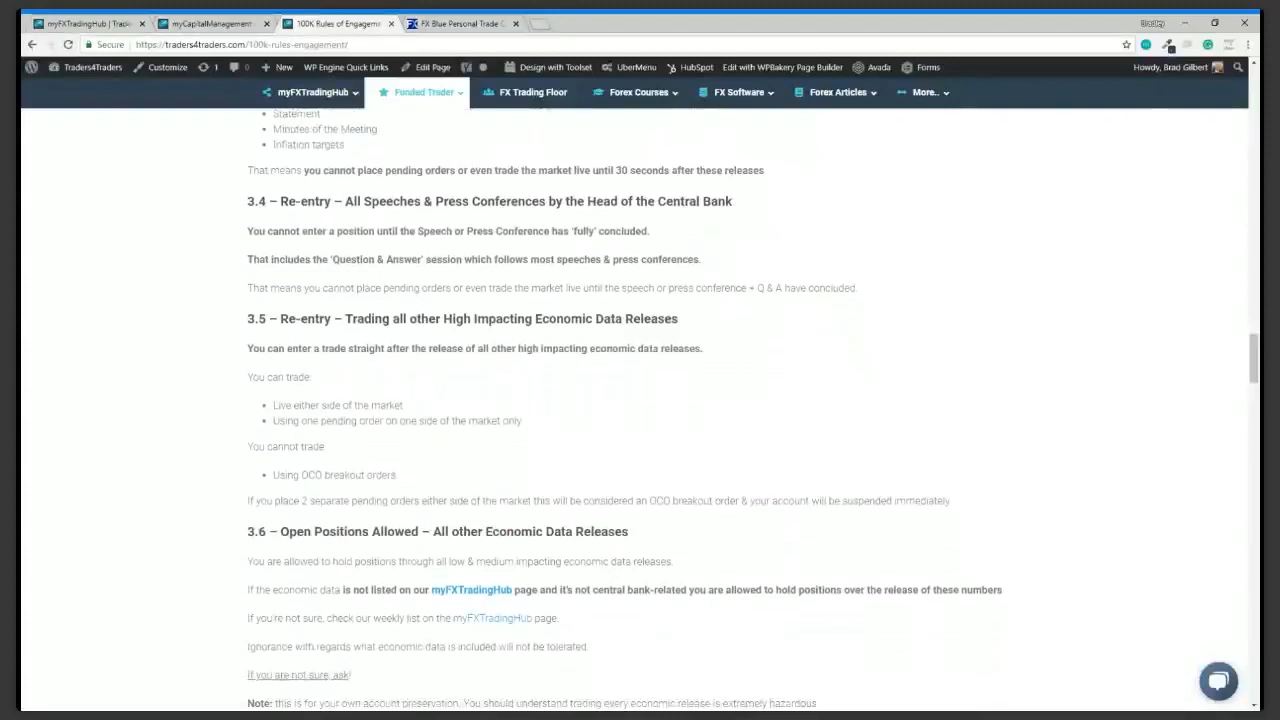 myFXTradingHub | Trade
myCapitalManagement
100K Rules of Engageme
FX Blue Personal Trade C
Bradley
Secure
https://traders4traders.com/100k-rules-engagement/
Traders4Traders
Customize
1
0
New
WP Engine Quick Links
Edit Page
Design with Toolset
UberMenu
HubSpot
Edit with WPBakery Page Builder
Avada
Forms
Howdy, Brad Gilbert
myFXTradingHub
Funded Trader
FX Trading Floor
Forex Courses
FX Software
Forex Articles
More..
• Statement
• Minutes of the Meeting
• Inflation targets
That means you cannot place pending orders or even trade the market live until 30 seconds after these releases
3.4 – Re-entry – All Speeches & Press Conferences by the Head of the Central Bank
You cannot enter a position until the Speech or Press Conference has 'fully' concluded.
That includes the 'Question & Answer' session which follows most speeches & press conferences.
That means you cannot place pending orders or even trade the market live until the speech or press conference + Q & A have concluded.
3.5 – Re-entry – Trading all other High Impacting Economic Data Releases
You can enter a trade straight after the release of all other high impacting economic data releases.
You can trade:
• Live either side of the market
• Using one pending order on one side of the market only
You cannot trade
• Using OCO breakout orders
If you place 2 separate pending orders either side of the market this will be considered an OCO breakout order & your account will be suspended immediately
3.6 – Open Positions Allowed – All other Economic Data Releases
You are allowed to hold positions through all low & medium impacting economic data releases.
If the economic data is not listed on our myFXTradingHub page and it's not central bank-related you are allowed to hold positions over the release of these numbers
If you're not sure, check our weekly list on the myFXTradingHub page.
Ignorance with regards what economic data is included will not be tolerated.
If you are not sure, ask!
Note: this is for your own account preservation. You should understand trading every economic release is extremely hazardous